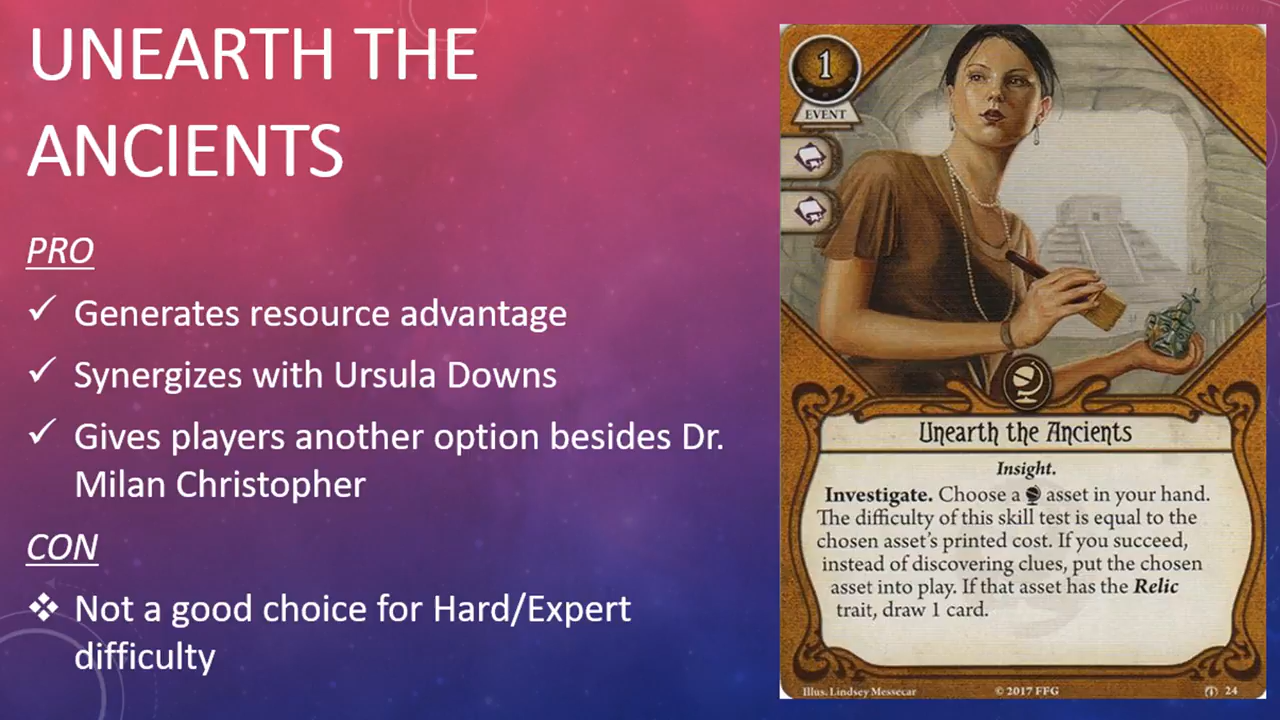 UNEARTH THE
ANCIENTS
PRO
Generates resource advantage
Synergizes with Ursula Downs
Gives players another option besides Dr.
Milan Christopher
CON
Not a good choice for Hard/Expert
difficulty
1
EVENT
Unearth the Ancients
Insight.
Investigate. Choose a asset in your hand.
The difficulty of this skill test is equal to the
chosen asset's printed cost. If you succeed,
instead of discovering clues, put the chosen
asset into play. If that asset has the Relic
trait, draw 1 card.
Illus. Lindsey Messecar
© 2017 FFG
24